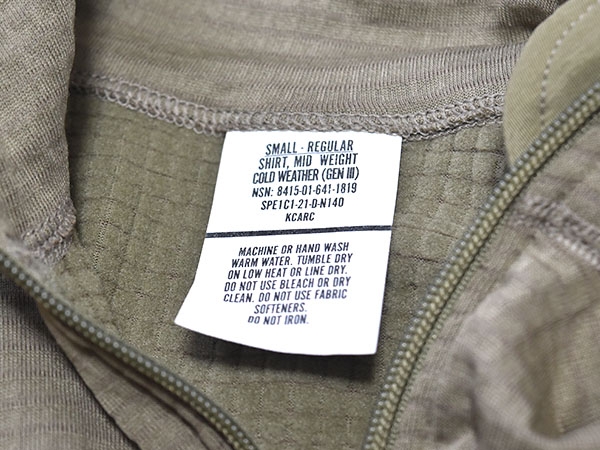 SMALL - REGULAR
SHIRT, MID WEIGHT
COLD WEATHER (GEN III)
NSN: 8415-01-641-1819
SPE1C1-21-D-N140
KCARC
MACHINE OR HAND WASH
WARM WATER. TUMBLE DRY
ON LOW HEAT OR LINE DRY.
DO NOT USE BLEACH OR DRY
CLEAN. DO NOT USE FABRIC
SOFTENERS.
DO NOT IRON.